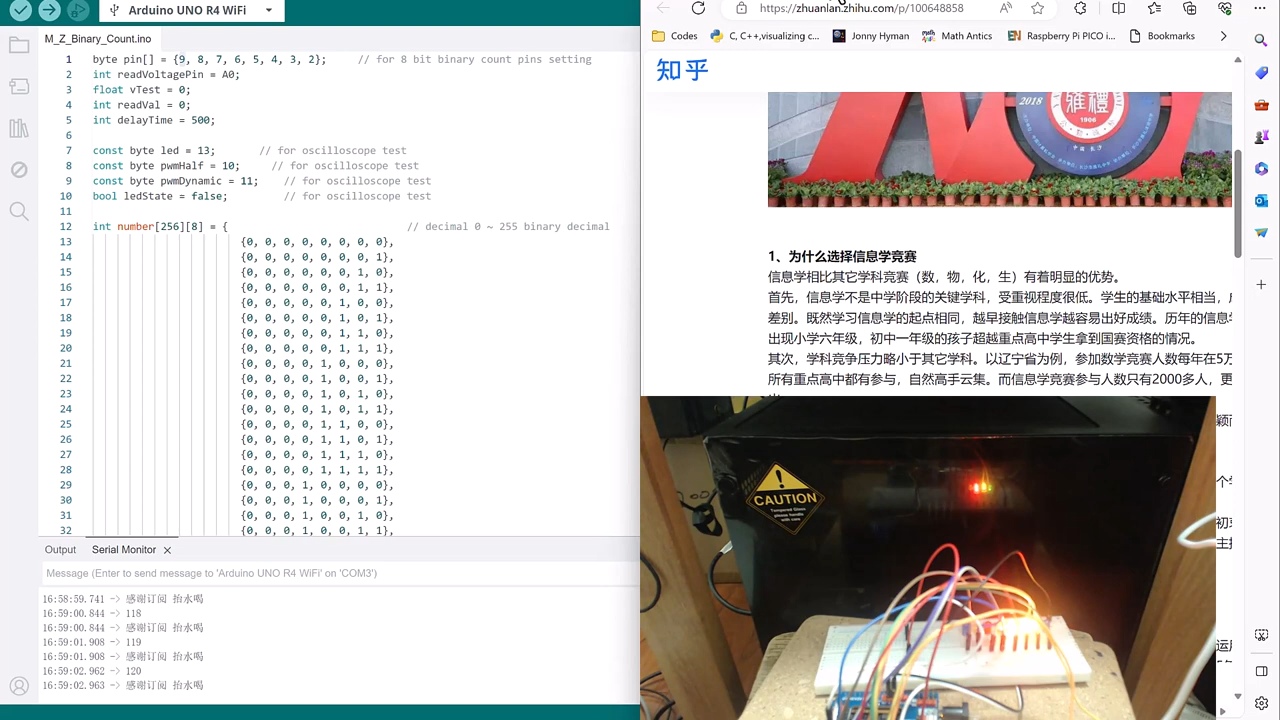 Arduino UNO R4 WiFi
M_Z_Binary_Count.ino
1 byte pin[] = {9, 8, 7, 6, 5, 4, 3, 2}; // for 8 bit binary count pins setting
2 int readVoltagePin = A0;
3 float vTest = 0;
4 int readVal = 0;
5 int delayTime = 500;
6
7 const byte led = 13; // for oscilloscope test
8 const byte pwmHalf = 10; // for oscilloscope test
9 const byte pwmDynamic = 11; // for oscilloscope test
10 bool ledState = false; // for oscilloscope test
11
12 int number[256][8] = { // decimal 0 ~ 255 binary decimal
13 {0, 0, 0, 0, 0, 0, 0, 0},
14 {0, 0, 0, 0, 0, 0, 0, 1},
15 {0, 0, 0, 0, 0, 0, 1, 0},
16 {0, 0, 0, 0, 0, 0, 1, 1},
17 {0, 0, 0, 0, 0, 1, 0, 0},
18 {0, 0, 0, 0, 0, 1, 0, 1},
19 {0, 0, 0, 0, 0, 1, 1, 0},
20 {0, 0, 0, 0, 0, 1, 1, 1},
21 {0, 0, 0, 0, 1, 0, 0, 0},
22 {0, 0, 0, 0, 1, 0, 0, 1},
23 {0, 0, 0, 0, 1, 0, 1, 0},
24 {0, 0, 0, 0, 1, 0, 1, 1},
25 {0, 0, 0, 0, 1, 1, 0, 0},
26 {0, 0, 0, 0, 1, 1, 0, 1},
27 {0, 0, 0, 0, 1, 1, 1, 0},
28 {0, 0, 0, 0, 1, 1, 1, 1},
29 {0, 0, 0, 1, 0, 0, 0, 0},
30 {0, 0, 0, 1, 0, 0, 0, 1},
31 {0, 0, 0, 1, 0, 0, 1, 0},
32 {0, 0, 0, 1, 0, 0, 1, 1},
Output Serial Monitor
Message (Enter to send message to 'Arduino UNO R4 WiFi' on 'COM3')
16:58:59.741 -> 感谢订阅 抬水喝
16:59:00.844 -> 118
16:59:00.844 -> 感谢订阅 抬水喝
16:59:01.908 -> 119
16:59:01.908 -> 感谢订阅 抬水喝
16:59:02.962 -> 120
16:59:02.963 -> 感谢订阅 抬水喝
https://zhuanlan.zhihu.com/p/100648858
Codes C, C++,visualizing c... Jonny Hyman Math Antics Raspberry Pi PICO i... Bookmarks
知乎
2018
雅礼
1906
1、为什么选择信息学竞赛
信息学相比其它学科竞赛（数，物，化，生）有着明显的优势。
首先，信息学不是中学阶段的关键学科，受重视程度很低。学生的基础水平相当，
差别。既然学习信息学的起点相同，越早接触信息学越容易出好成绩。历年的信息学
出现小学六年级，初中一年级的孩子超越重点高中学生拿到国赛资格的情况。
其次，学科竞争压力略小于其它学科。以辽宁省为例，参加数学竞赛人数每年在5万
所有重点高中都有参与，自然高手云集。而信息学竞赛参与人数只有2000多人，更
颖而
个
初
主
运
CAUTION
Tempered Glass
please handle
with care